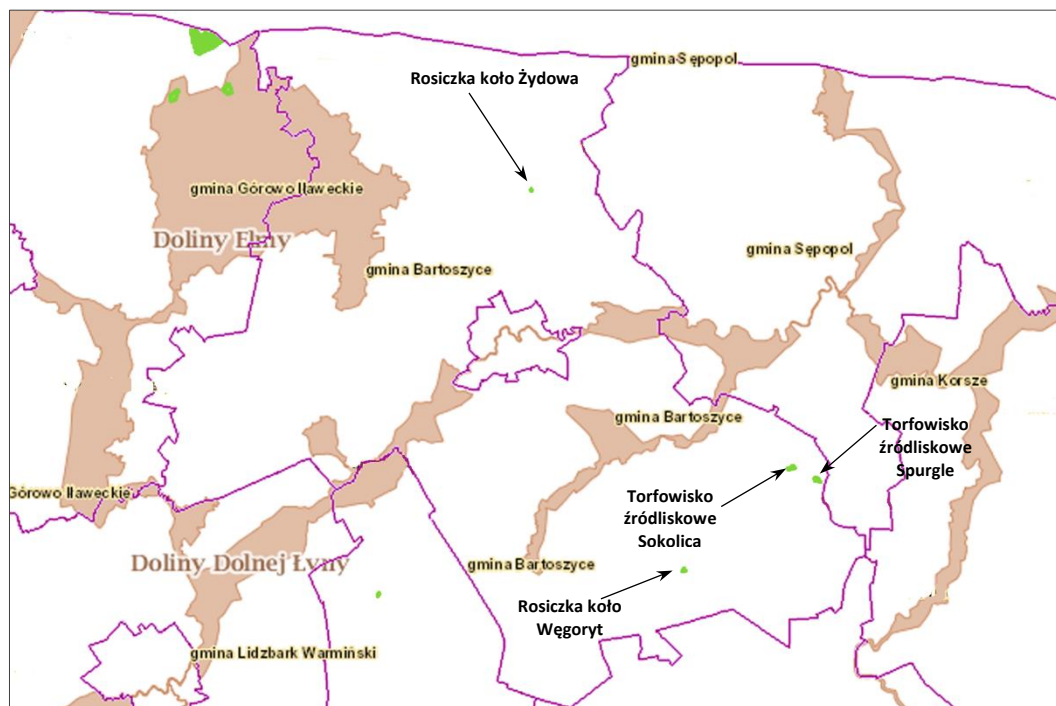 gmina Sępopol
Rosiczka koło Żydowa
gmina Górowo Iławeckie
Doliny Elmy
gmina Sępopol
gmina Bartoszyce
gmina Korsze
gmina Bartoszyce
Torfowisko
źródliskowe
Spurgle
Górowo Iławeckie
Torfowisko
źródliskowe
Sokolica
Doliny Dolnej Łyny
gmina Bartoszyce
Rosiczka koło
Węgoryt
gmina Lidzbark Warmiński